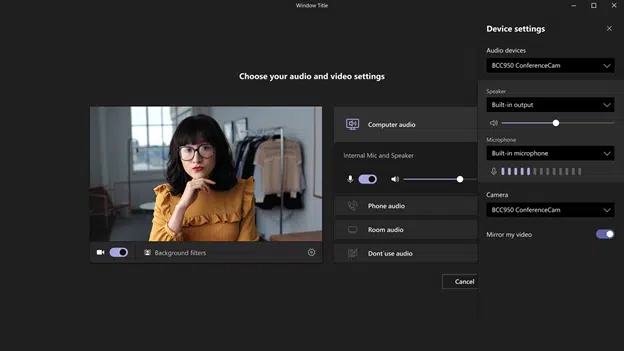 Window Title
Choose your audio and video settings
Computer audio
Internal Mic and Speaker
Phone audio
Room audio
Dont'use audio
Background filters
Cancel
Device settings
Audio devices
BCC950 ConferenceCam
Speaker
Built-in output
Microphone
Built-in microphone
Camera
BCC950 ConferenceCam
Mirror my video